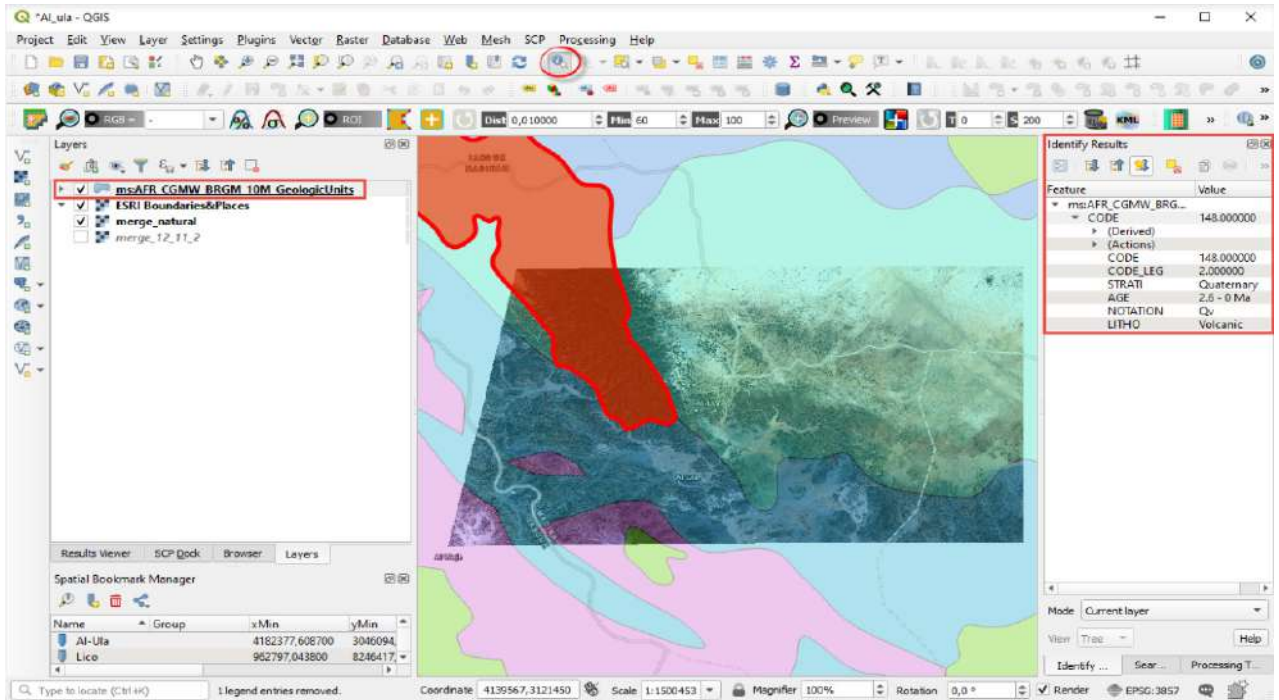 *Al_ula - QGIS
Project Edit View Layer Settings Plugins Vector Raster Database Web Mesh SCP Processing Help
RGB = - ROI Dist 0,010000 Min 60 Max 100 Preview T 0 S 200 KML
Layers
ms:AFR_CGMW_BRGM_10M_GeologicUnits
ESRI Boundaries&Places
merge_natural
merge_12_11_2
Results Viewer SCP Dock Browser Layers
Spatial Bookmark Manager
Name Group xMin yMin
Al-Ula 4182377,608700 3046094,
Lico 962797,043800 8246417,
Al-Ula
Identify Results
Feature Value
ms:AFR_CGMW_BRG...
CODE 148.000000
(Derived)
(Actions)
CODE 148.000000
CODE_LEG 2.000000
STRATI Quaternary
AGE 2.6 - 0 Ma
NOTATION Qv
LITHO Volcanic
Mode Current layer
View Tree Help
Identify ... Sear... Processing T...
Type to locate (Ctrl+K) 1 legend entries removed. Coordinate 4139567,3121450 Scale 1:1500453 Magnifier 100% Rotation 0,0 ° Render EPSG:3857